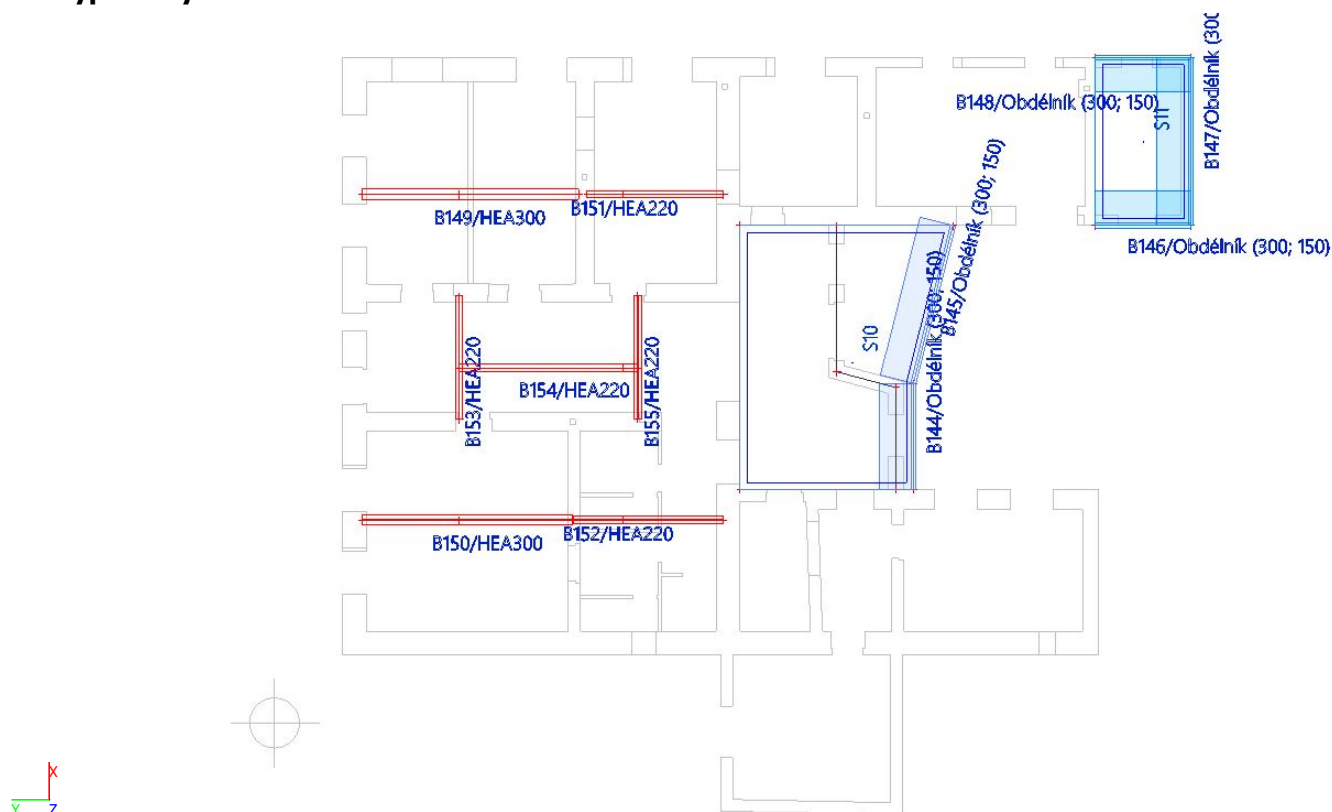 B147/Obdélník (300
B148/Obdélník (300; 150)
S11
B149/HEA300
B151/HEA220
B146/Obdélník (300; 150)
B145/Obdélník (300; 150)
B144/Obdélník (300; 150)
S10
B154/HEA220
B153/HEA220
B155/HEA220
B150/HEA300
B152/HEA220
X
Y
Z